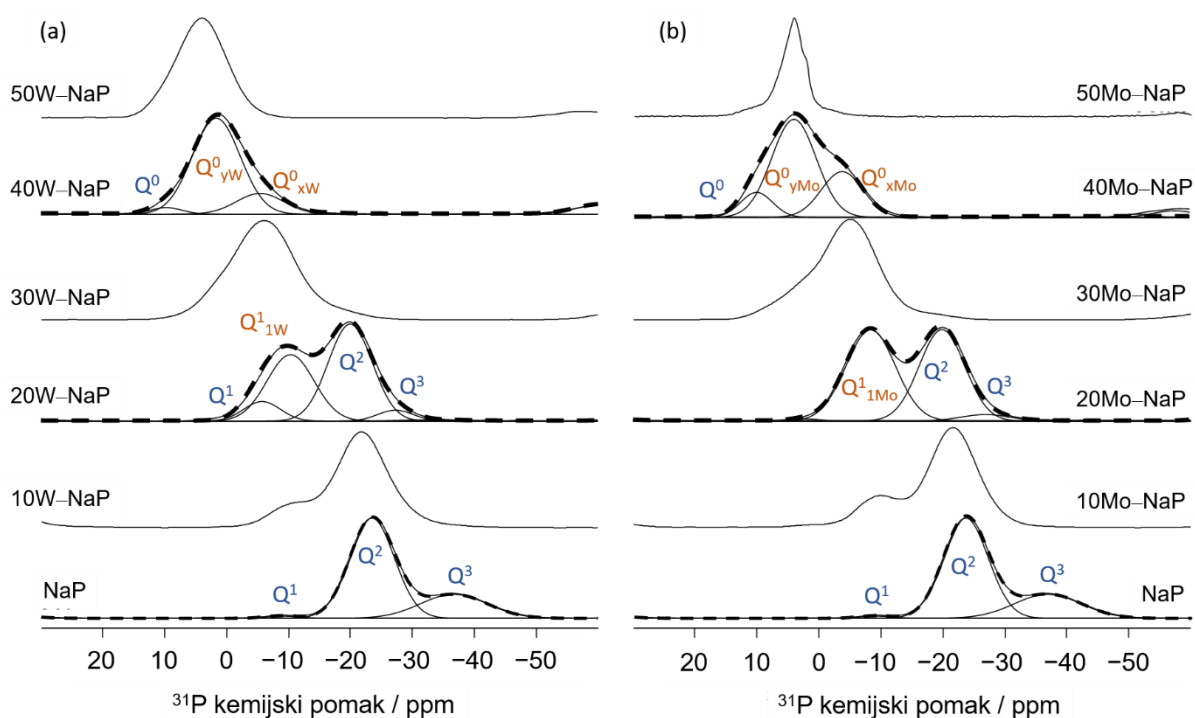 (a)
50W–NaP
Q⁰
Q⁰yW
Q⁰xW
40W–NaP
30W–NaP
Q¹1W
Q¹
Q²
Q³
20W–NaP
10W–NaP
Q¹
Q²
Q³
NaP
20 0 −10 −20 −30 −40 −50
³¹P kemijski pomak / ppm
(b)
50Mo–NaP
Q⁰
Q⁰yMo
Q⁰xMo
40Mo–NaP
30Mo–NaP
Q¹1Mo
Q²
Q³
20Mo–NaP
10Mo–NaP
Q¹
Q²
Q³
NaP
20 10 0 −10 −20 −30 −40 −50
³¹P kemijski pomak / ppm